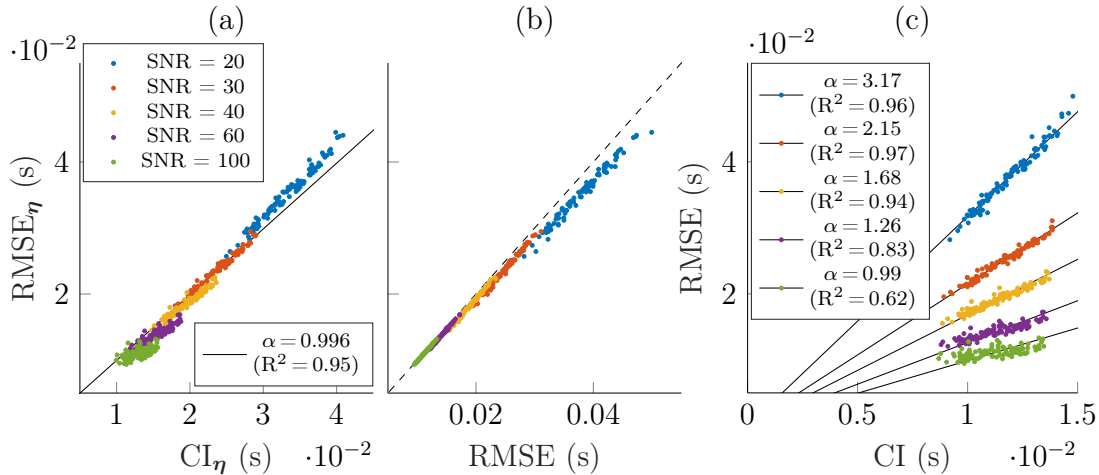 (a)
(b)
(c)
·10⁻²
SNR = 20
SNR = 30
SNR = 40
SNR = 60
SNR = 100
4
2
RMSE_η (s)
α = 0.996
(R² = 0.95)
1
2
3
4
CI_η (s)
·10⁻²
0.02
0.04
RMSE (s)
·10⁻²
α = 3.17
(R² = 0.96)
α = 2.15
(R² = 0.97)
α = 1.68
(R² = 0.94)
α = 1.26
(R² = 0.83)
α = 0.99
(R² = 0.62)
4
2
RMSE (s)
0
0.5
1
1.5
CI (s)
·10⁻²